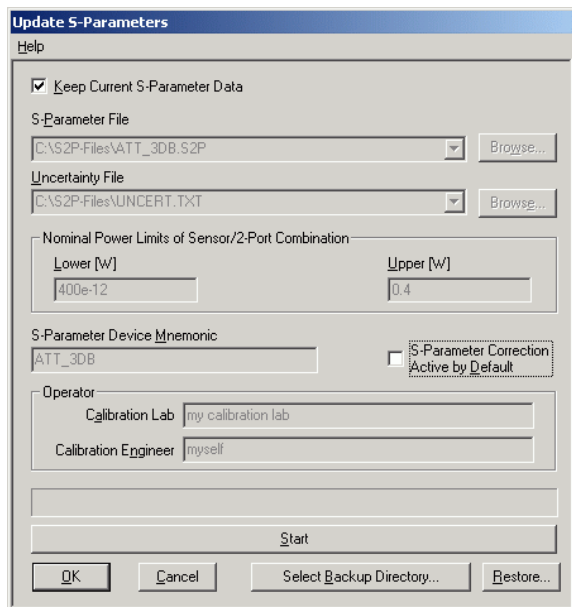 Update S-Parameters
Help
Keep Current S-Parameter Data
S-Parameter File
C:\S2P-Files\ATT_3DB.S2P
Browse...
Uncertainty File
C:\S2P-Files\UNCERT.TXT
Browse...
Nominal Power Limits of Sensor/2-Port Combination
Lower [W]
Upper [W]
400e-12
0.4
S-Parameter Device Mnemonic
ATT_3DB
S-Parameter Correction
Active by Default
Operator
Calibration Lab my calibration lab
Calibration Engineer myself
Start
OK Cancel Select Backup Directory... Restore...